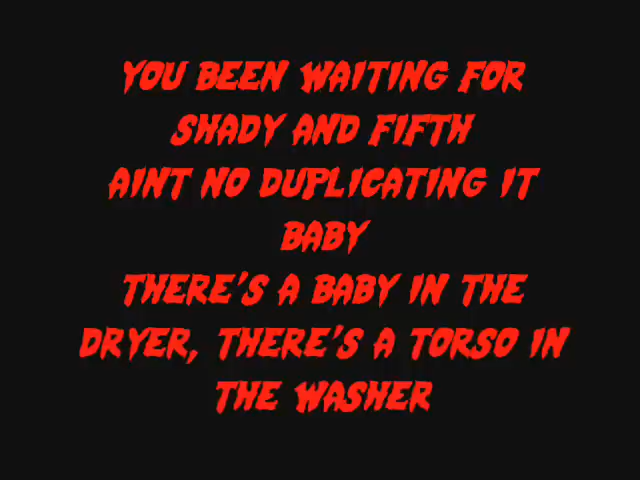 YOU BEEN WAITING FOR
SHADY AND FIFTH
AINT NO DUPLICATING IT
BABY
THERE'S A BABY IN THE
DRYER, THERE'S A TORSO IN
THE WASHER